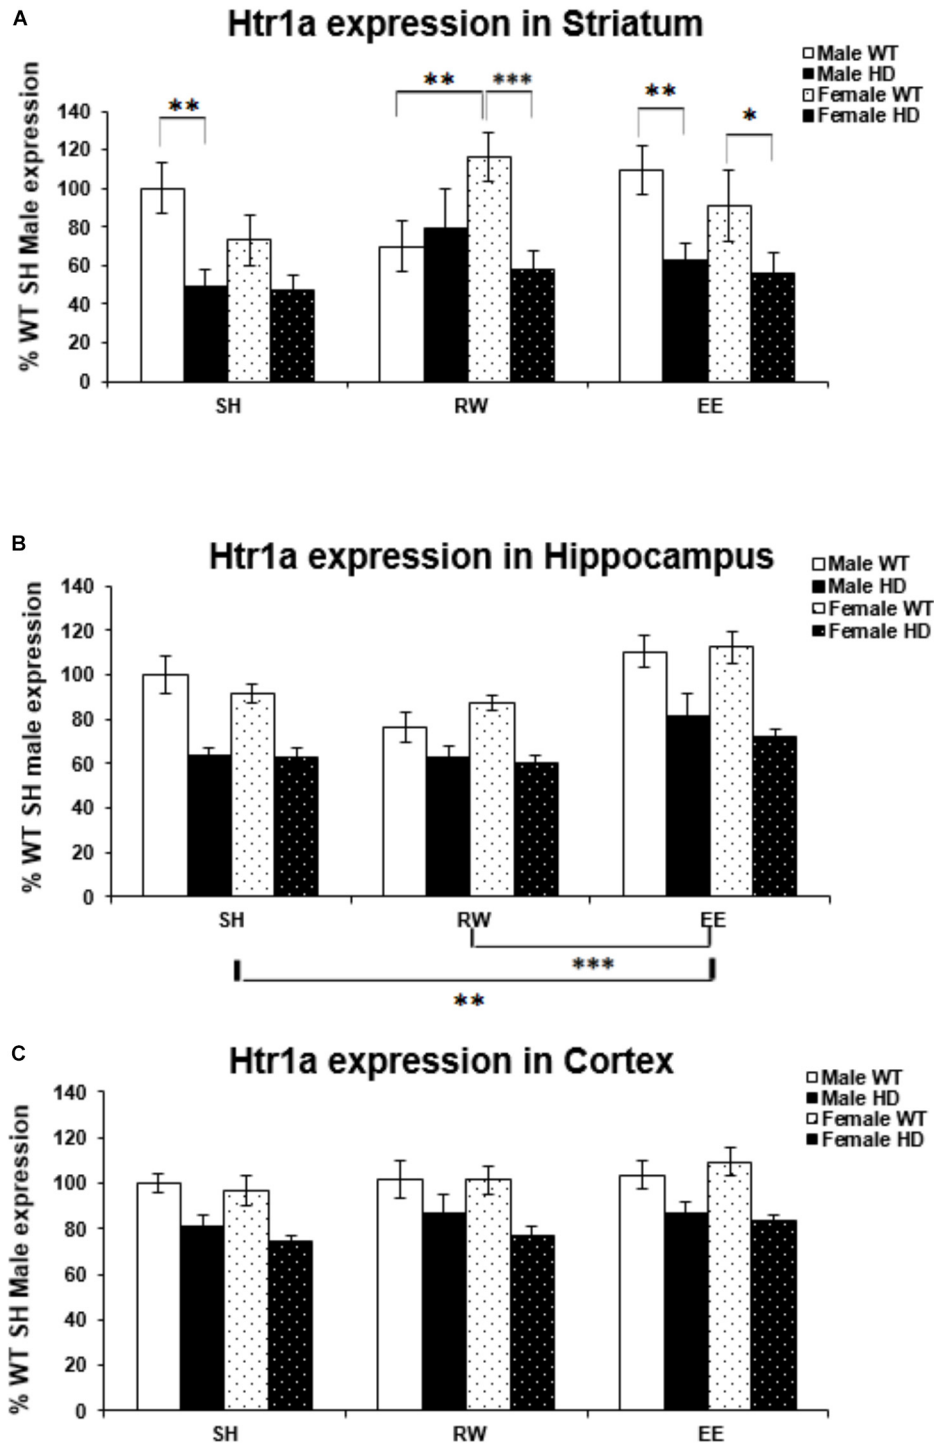 A
Htr1a expression in Striatum
Male WT
Male HD
Female WT
Female HD
% WT SH Male expression
140
120
100
80
60
40
20
0
**
**
***
**
*
SH
RW
EE
B
Htr1a expression in Hippocampus
Male WT
Male HD
Female WT
Female HD
% WT SH male expression
140
120
100
80
60
40
20
0
SH
RW
EE
***
**
C
Htr1a expression in Cortex
Male WT
Male HD
Female WT
Female HD
% WT SH Male expression
140
120
100
80
60
40
20
0
SH
RW
EE